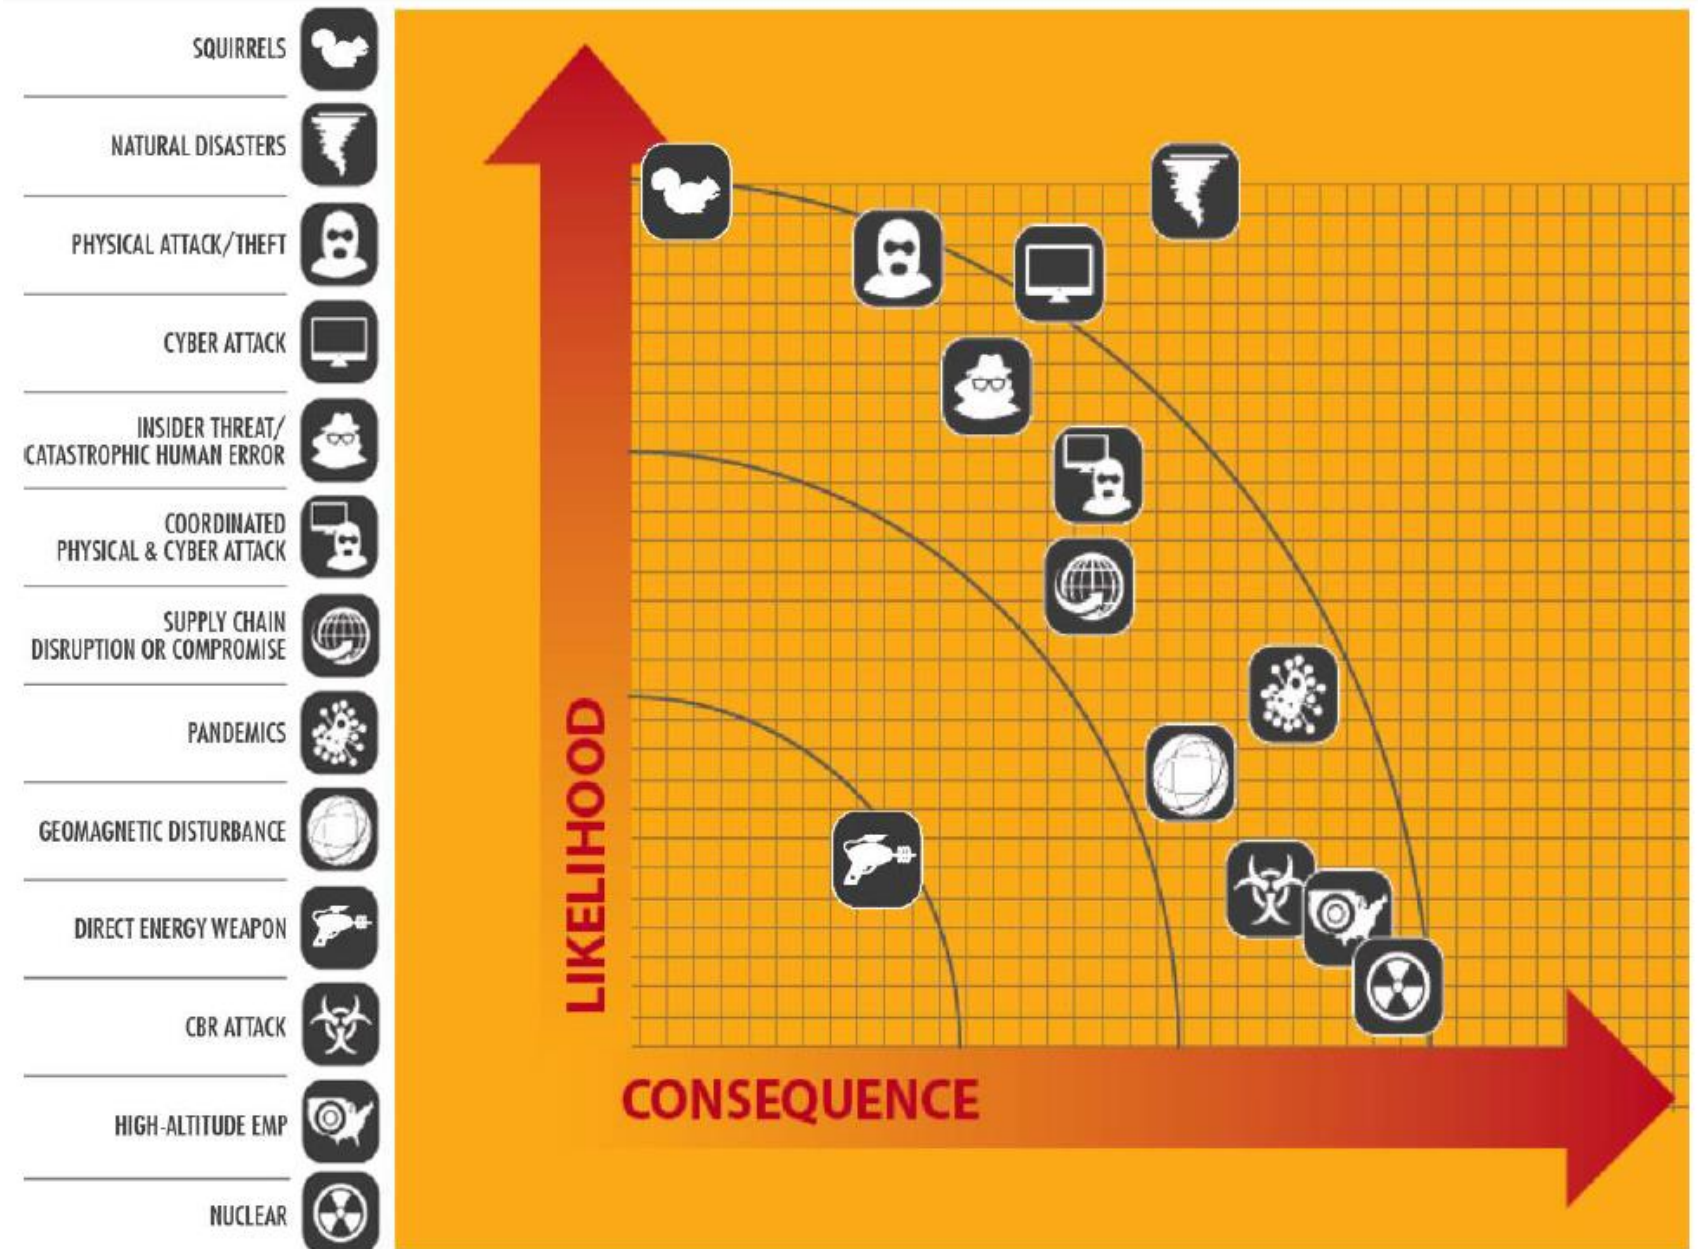 SQUIRRELS
NATURAL DISASTERS
PHYSICAL ATTACK/THEFT
CYBER ATTACK
INSIDER THREAT/
CATASTROPHIC HUMAN ERROR
COORDINATED
PHYSICAL & CYBER ATTACK
SUPPLY CHAIN
DISRUPTION OR COMPROMISE
PANDEMICS
GEOMAGNETIC DISTURBANCE
DIRECT ENERGY WEAPON
CBR ATTACK
HIGH-ALTITUDE EMP
NUCLEAR
LIKELIHOOD
CONSEQUENCE